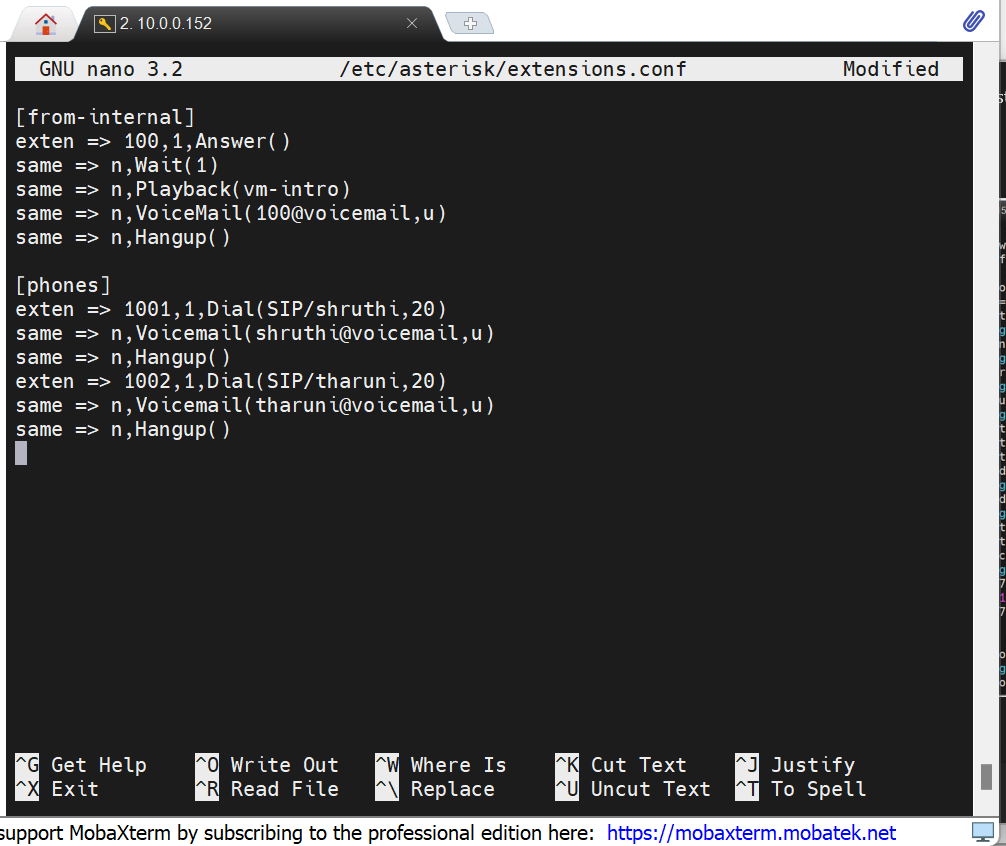 2. 10.0.0.152
GNU nano 3.2 /etc/asterisk/extensions.conf Modified
[from-internal]
exten => 100,1,Answer()
same => n,Wait(1)
same => n,Playback(vm-intro)
same => n,VoiceMail(100@voicemail,u)
same => n,Hangup()
[phones]
exten => 1001,1,Dial(SIP/shruthi,20)
same => n,Voicemail(shruthi@voicemail,u)
same => n,Hangup()
exten => 1002,1,Dial(SIP/tharuni,20)
same => n,Voicemail(tharuni@voicemail,u)
same => n,Hangup()
^G Get Help ^O Write Out ^W Where Is ^K Cut Text ^J Justify
^X Exit ^R Read File ^\ Replace ^U Uncut Text ^T To Spell
support MobaXterm by subscribing to the professional edition here: https://mobaxterm.mobatek.net